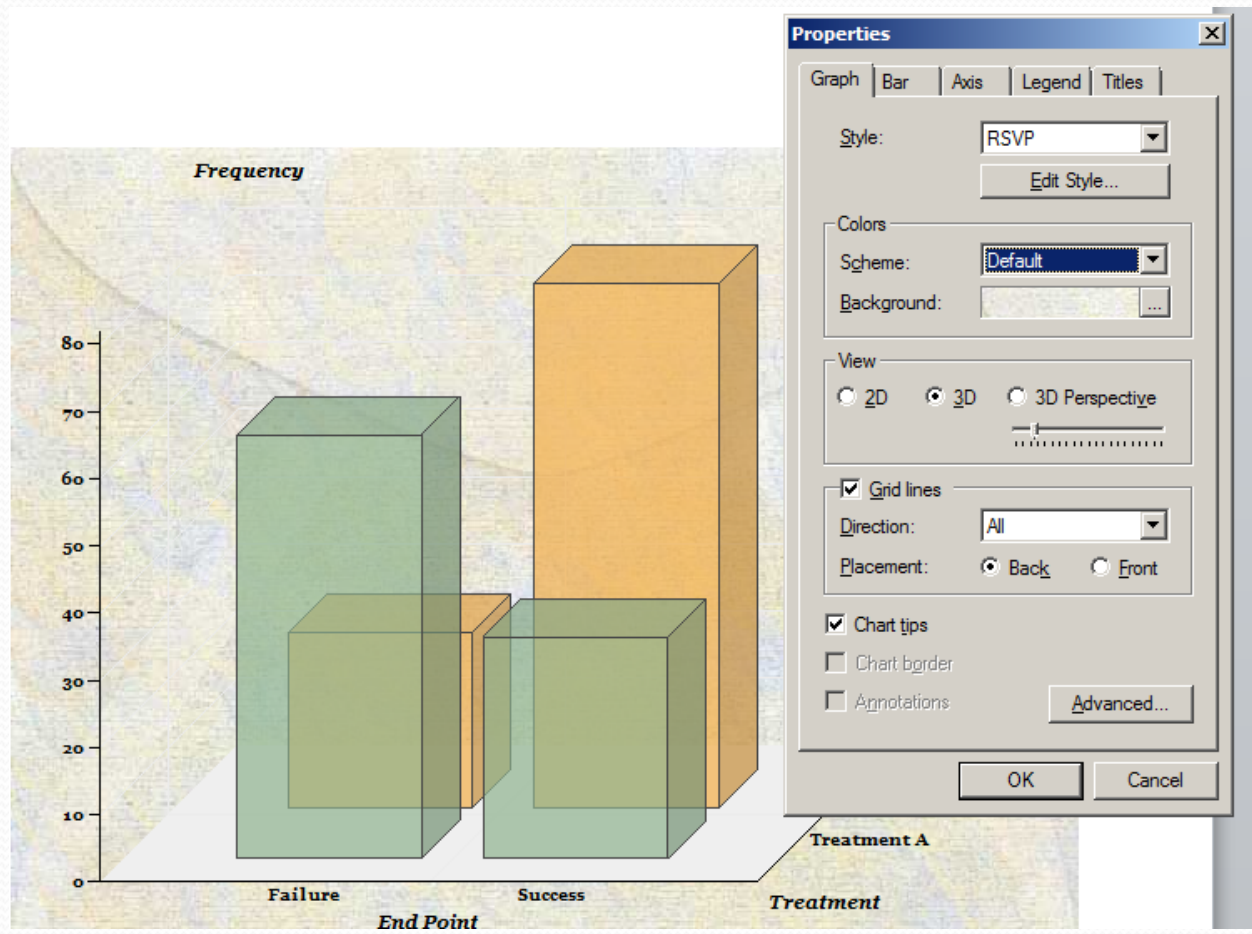 Properties
Graph Bar Axis Legend Titles
Style: RSVP
Edit Style...
Colors
Scheme: Default
Background: ...
View
2D 3D 3D Perspective
Grid lines
Direction: All
Placement: Back Front
Chart tips
Chart border
Annotations Advanced...
OK Cancel
Frequency
80
70
60
50
40
30
20
10
0
Failure Success
End Point
Treatment A
Treatment